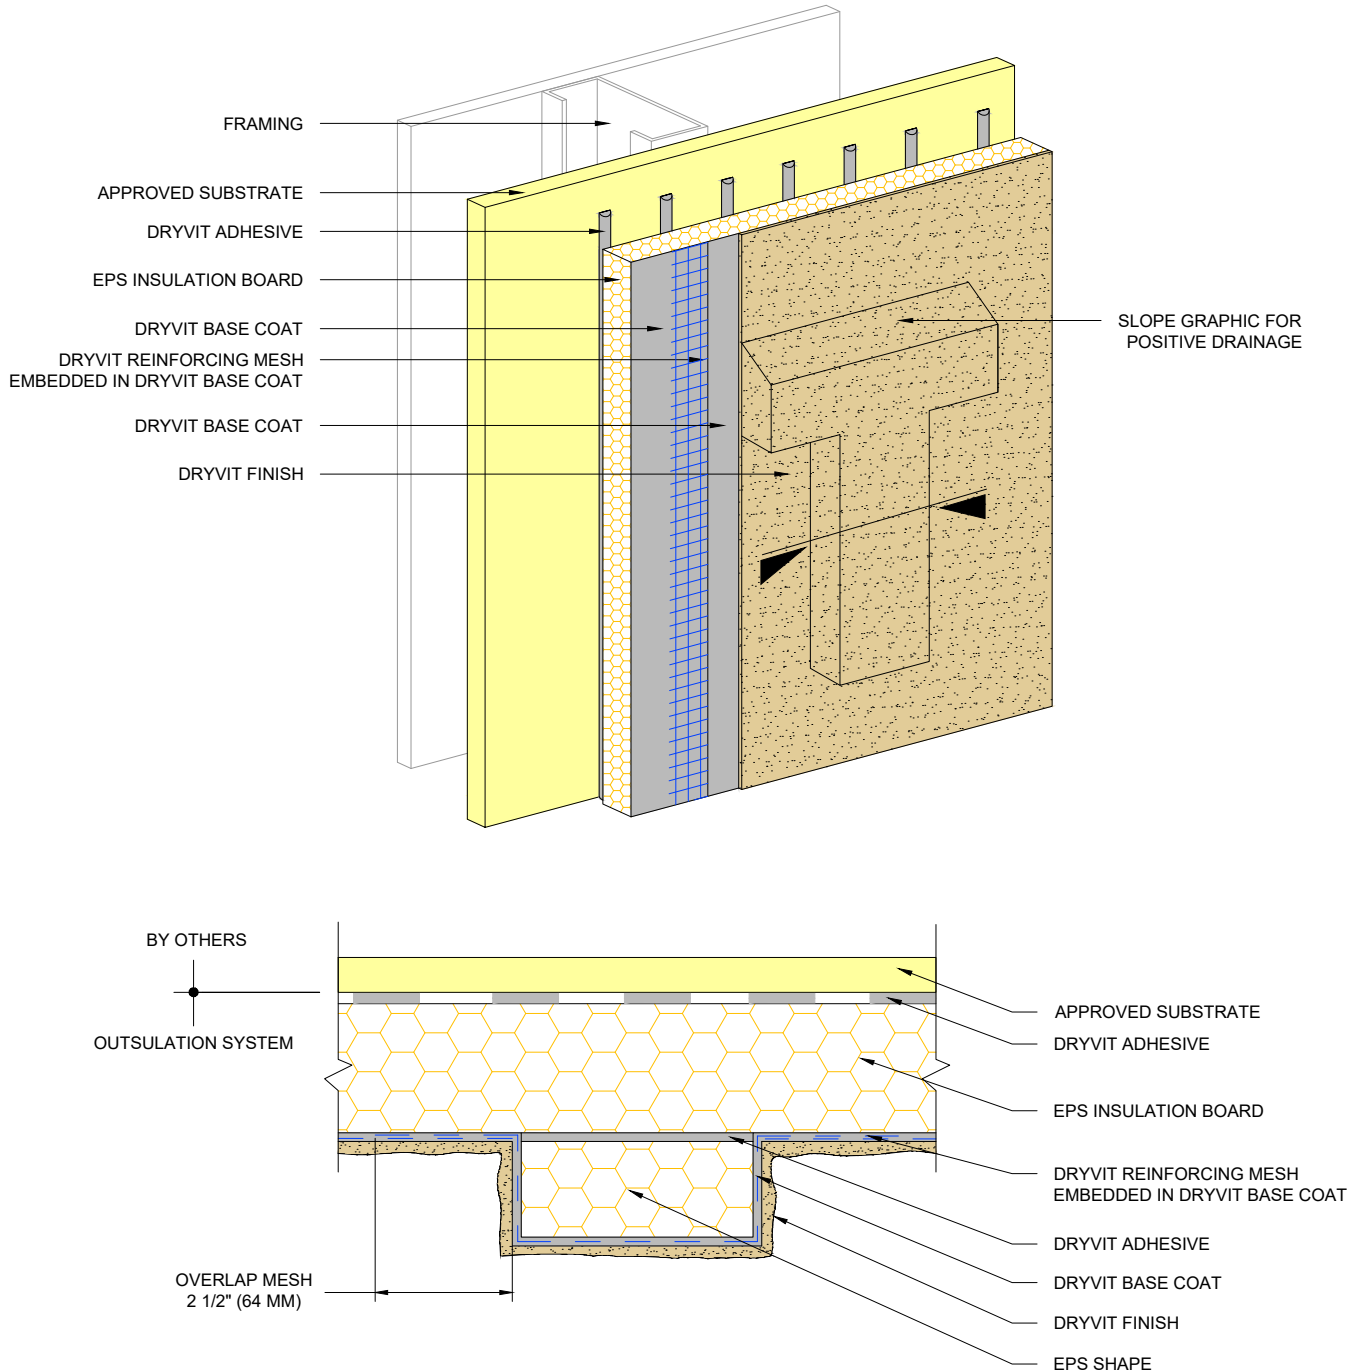 FRAMING
APPROVED SUBSTRATE
DRYVIT ADHESIVE
EPS INSULATION BOARD
DRYVIT BASE COAT
DRYVIT REINFORCING MESH
EMBEDDED IN DRYVIT BASE COAT
DRYVIT BASE COAT
DRYVIT FINISH
SLOPE GRAPHIC FOR
POSITIVE DRAINAGE
BY OTHERS
OUTSULATION SYSTEM
APPROVED SUBSTRATE
DRYVIT ADHESIVE
EPS INSULATION BOARD
DRYVIT REINFORCING MESH
EMBEDDED IN DRYVIT BASE COAT
DRYVIT ADHESIVE
DRYVIT BASE COAT
DRYVIT FINISH
EPS SHAPE
OVERLAP MESH
2 1/2" (64 MM)